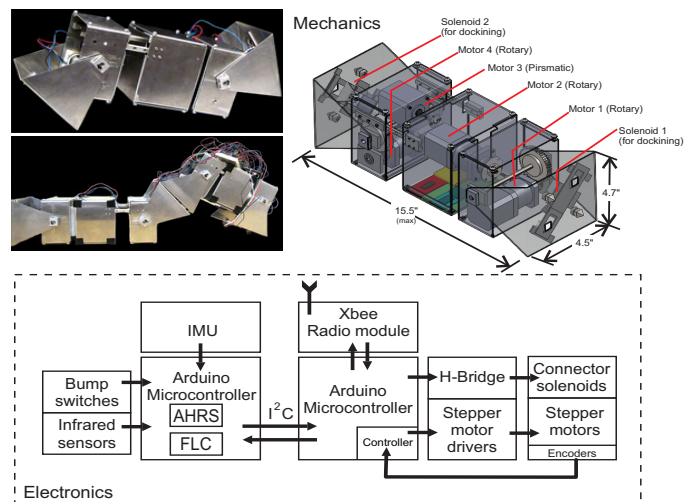 Mechanics
Solenoid 2
(for dockining)
Motor 4 (Rotary)
Motor 3 (Pirsmatic)
Motor 2 (Rotary)
Motor 1 (Rotary)
Solenoid 1
(for dockining)
15.5"
(max)
4.7"
4.5"
IMU
Xbee
Radio module
Bump
switches
Infrared
sensors
Arduino
Microcontroller
AHRS
FLC
I²C
Arduino
Microcontroller
Controller
H-Bridge
Stepper
motor
drivers
Connector
solenoids
Stepper
motors
Encoders
Electronics